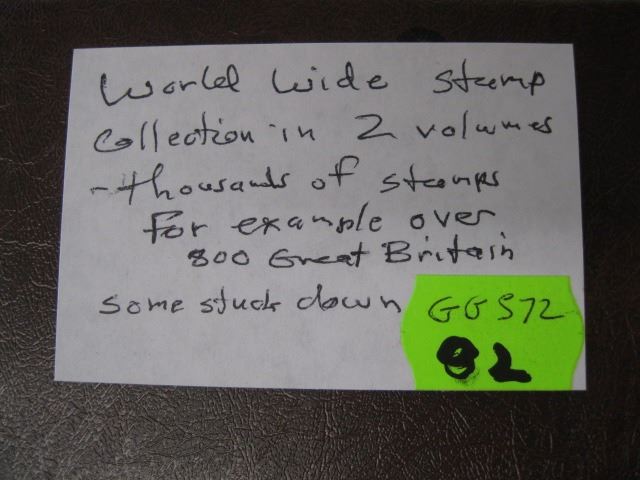 World Wide Stamp
Collection in 2 volumes
- thousands of stamps
For example over
800 Great Britain
some stuck down
GG572
82